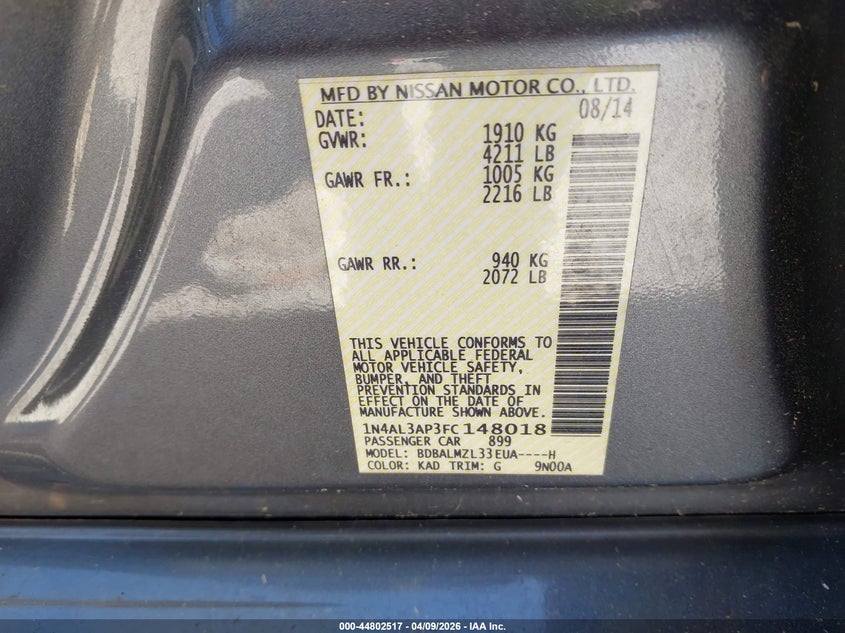 MFD BY NISSAN MOTOR CO., LTD.
DATE: 08/14
GVWR: 1910 KG
4211 LB
GAWR FR.: 1005 KG
2216 LB
GAWR RR.: 940 KG
2072 LB
THIS VEHICLE CONFORMS TO
ALL APPLICABLE FEDERAL
MOTOR VEHICLE SAFETY,
BUMPER, AND THEFT
PREVENTION STANDARDS IN
EFFECT ON THE DATE OF
MANUFACTURE SHOWN ABOVE.
1N4AL3AP3FC148018
PASSENGER CAR 899
MODEL: BDBALMZL33EUA----H
COLOR: KAD TRIM: G 9N00A
000-44802517 | 04/09/2026 - IAA Inc.